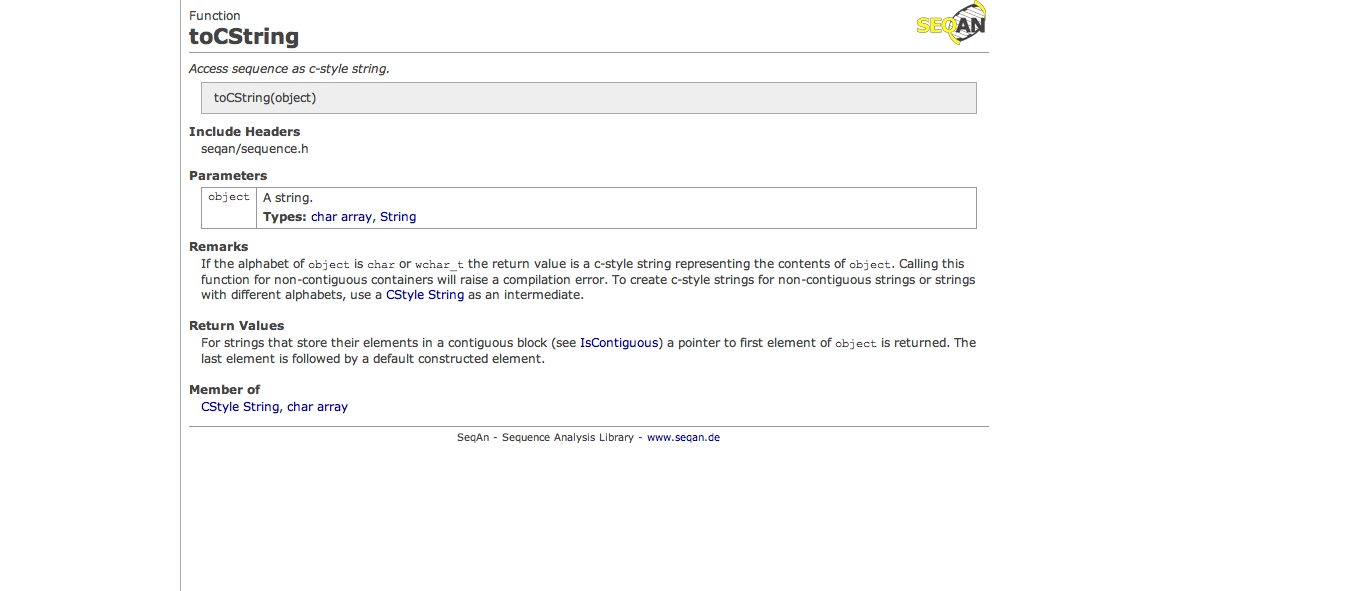 Function
toCString
SEQAN
Access sequence as c-style string.
toCString(object)
Include Headers
seqan/sequence.h
Parameters
object A string.
Types: char array, String
Remarks
If the alphabet of object is char or wchar_t the return value is a c-style string representing the contents of object. Calling this
function for non-contiguous containers will raise a compilation error. To create c-style strings for non-contiguous strings or strings
with different alphabets, use a CStyle String as an intermediate.
Return Values
For strings that store their elements in a contiguous block (see IsContiguous) a pointer to first element of object is returned. The
last element is followed by a default constructed element.
Member of
CStyle String, char array
SeqAn - Sequence Analysis Library - www.seqan.de